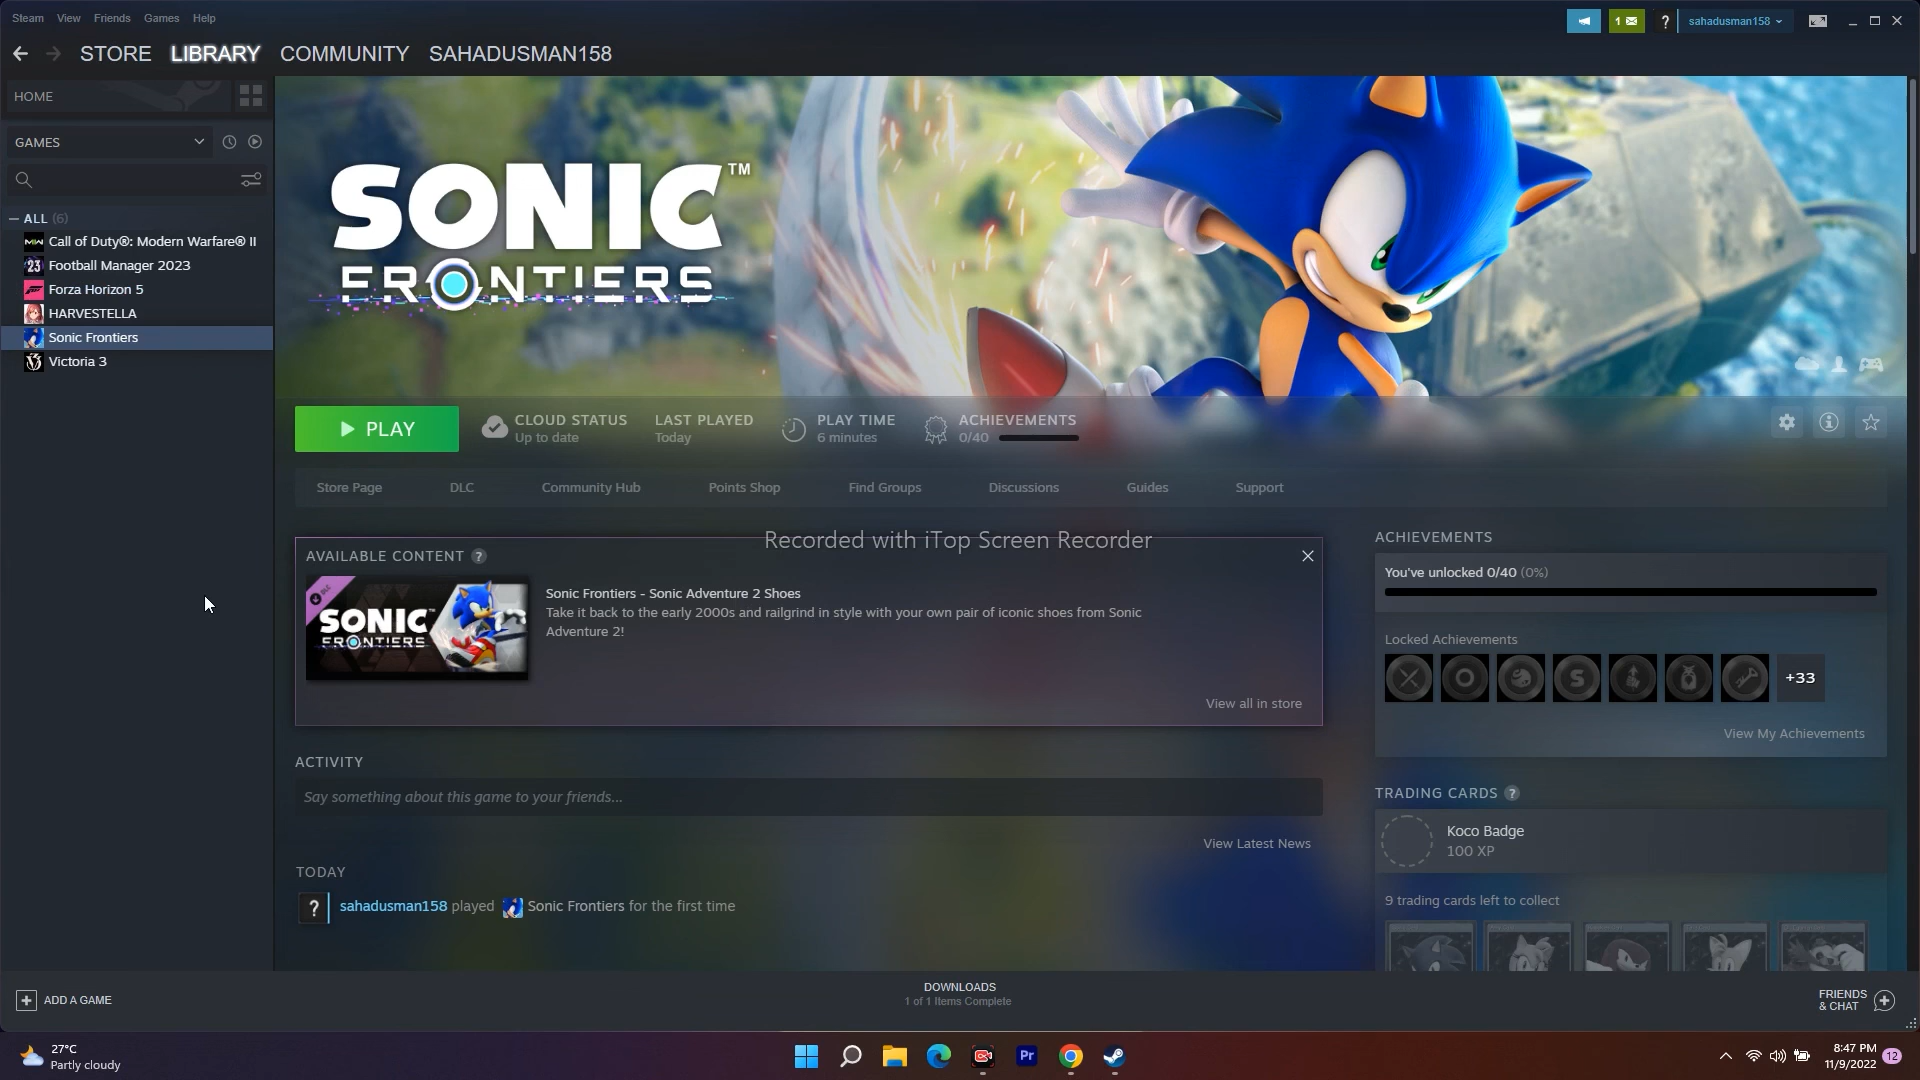 Steam View Friends Games Help
1
?
sahadusman158
STORE LIBRARY COMMUNITY SAHADUSMAN158
HOME
GAMES
ALL (6)
Call of Duty®: Modern Warfare® II
Football Manager 2023
Forza Horizon 5
HARVESTELLA
Sonic Frontiers
Victoria 3
SONIC™
FRONTIERS
PLAY
CLOUD STATUS
Up to date
LAST PLAYED
Today
PLAY TIME
6 minutes
ACHIEVEMENTS
0/40
Store Page DLC Community Hub Points Shop Find Groups Discussions Guides Support
Recorded with iTop Screen Recorder
AVAILABLE CONTENT ?
SONIC™
FRONTIERS
Sonic Frontiers - Sonic Adventure 2 Shoes
Take it back to the early 2000s and railgrind in style with your own pair of iconic shoes from Sonic
Adventure 2!
View all in store
ACTIVITY
Say something about this game to your friends...
View Latest News
TODAY
? sahadusman158 played Sonic Frontiers for the first time
ACHIEVEMENTS
You've unlocked 0/40 (0%)
Locked Achievements
+33
View My Achievements
TRADING CARDS ?
Koco Badge
100 XP
9 trading cards left to collect
ADD A GAME
DOWNLOADS
1 of 1 Items Complete
FRIENDS
& CHAT
27°C
Partly cloudy
Pr
8:47 PM
11/9/2022
12